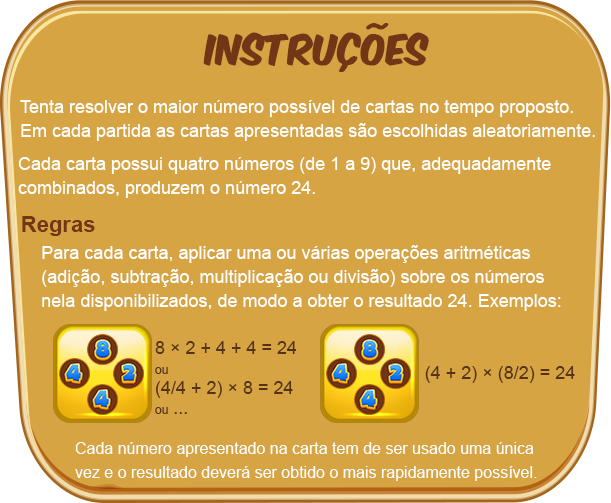 INSTRUÇÕES
Tenta resolver o maior número possível de cartas no tempo proposto.
Em cada partida as cartas apresentadas são escolhidas aleatoriamente.
Cada carta possui quatro números (de 1 a 9) que, adequadamente
combinados, produzem o número 24.
Regras
Para cada carta, aplicar uma ou várias operações aritméticas
(adição, subtração, multiplicação ou divisão) sobre os números
nela disponibilizados, de modo a obter o resultado 24. Exemplos:
8
4 2
4
8 × 2 + 4 + 4 = 24
ou
(4/4 + 2) × 8 = 24
ou ...
8
4 2
4
(4 + 2) × (8/2) = 24
Cada número apresentado na carta tem de ser usado uma única
vez e o resultado deverá ser obtido o mais rapidamente possível.